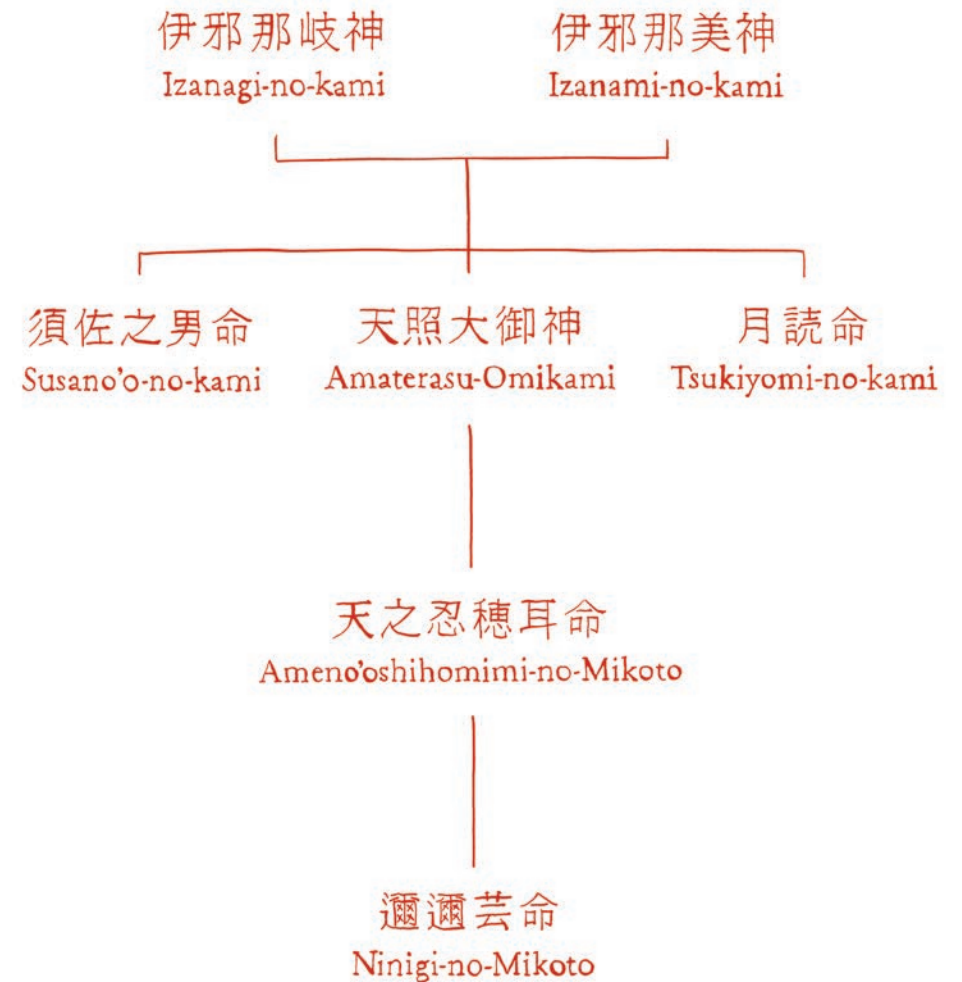 伊邪那岐神 伊邪那美神
Izanagi-no-kami Izanami-no-kami
須佐之男命 天照大御神 月読命
Susano'o-no-kami Amaterasu-Omikami Tsukiyomi-no-kami
天之忍穂耳命
Ameno'oshihomimi-no-Mikoto
邇邇芸命
Ninigi-no-Mikoto